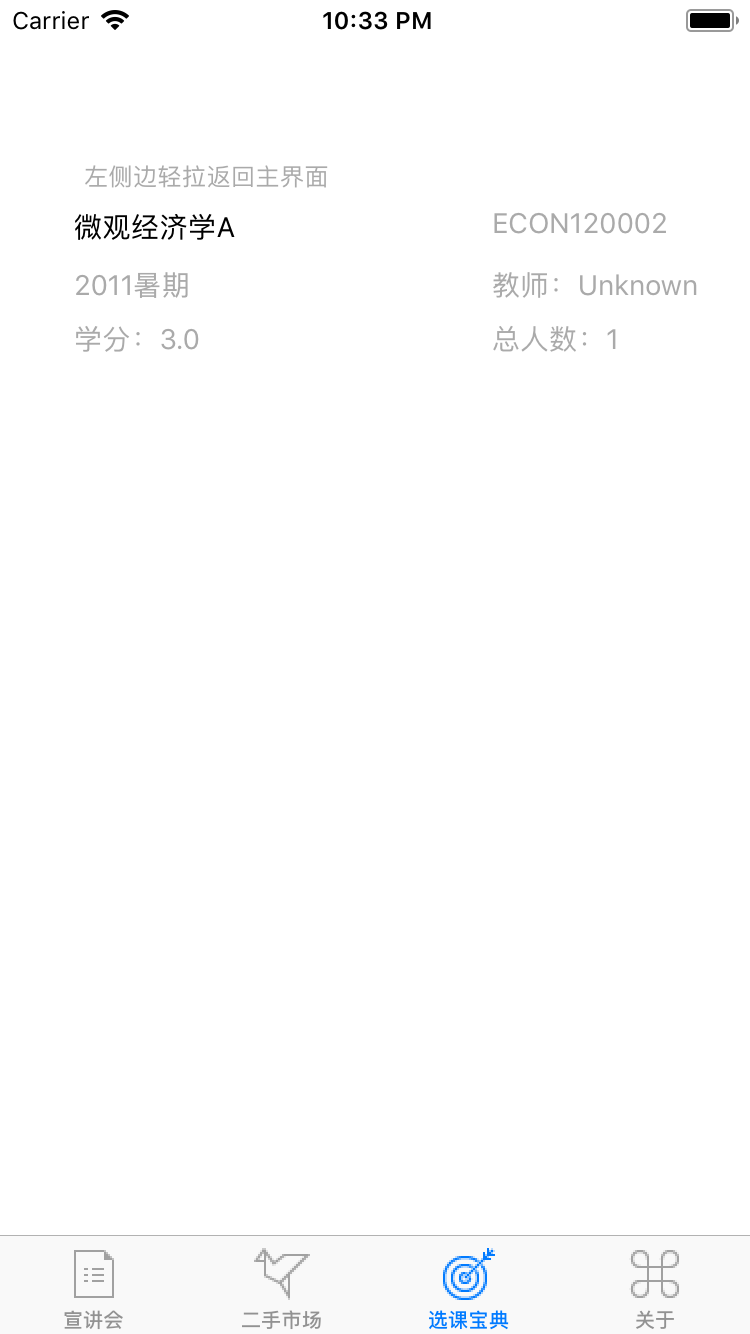 Carrier 10:33 PM
左侧边轻拉返回主界面
微观经济学A ECON120002
2011暑期 教师：Unknown
学分：3.0 总人数：1
宣讲会 二手市场 选课宝典 关于